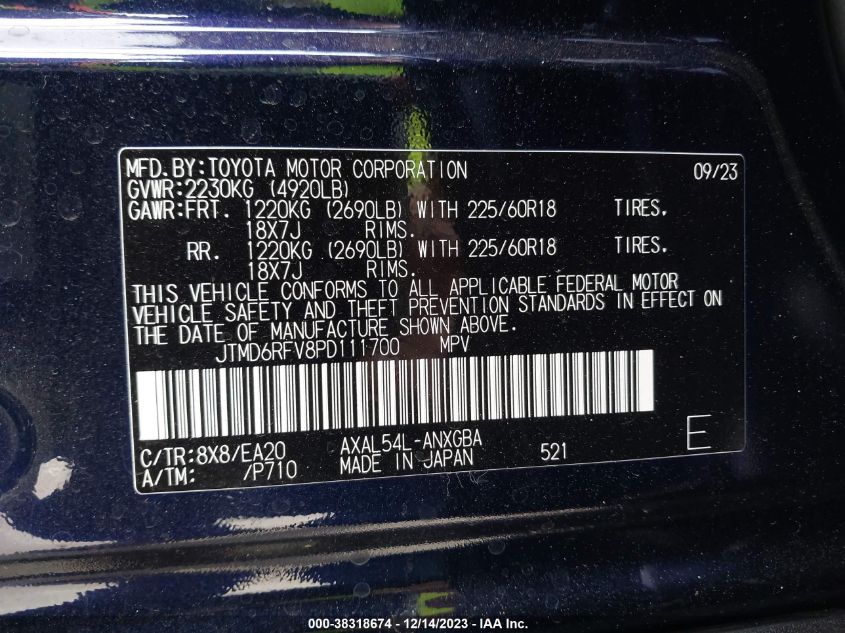 MFD.BY:TOYOTA MOTOR CORPORATION 09/23
GVWR:2230KG (4920LB)
GAWR:FRT. 1220KG (2690LB) WITH 225/60R18 TIRES.
18X7J RIMS.
RR. 1220KG (2690LB) WITH 225/60R18 TIRES.
18X7J RIMS.
THIS VEHICLE CONFORMS TO ALL APPLICABLE FEDERAL MOTOR
VEHICLE SAFETY AND THEFT PREVENTION STANDARDS IN EFFECT ON
THE DATE OF MANUFACTURE SHOWN ABOVE.
JTMD6RFV8PD111700 MPV
C/TR:8X8/EA20 AXAL54L-ANXGBA
A/TM: /P710 MADE IN JAPAN 521 E
000-38318674 - 12/14/2023 - IAA Inc.